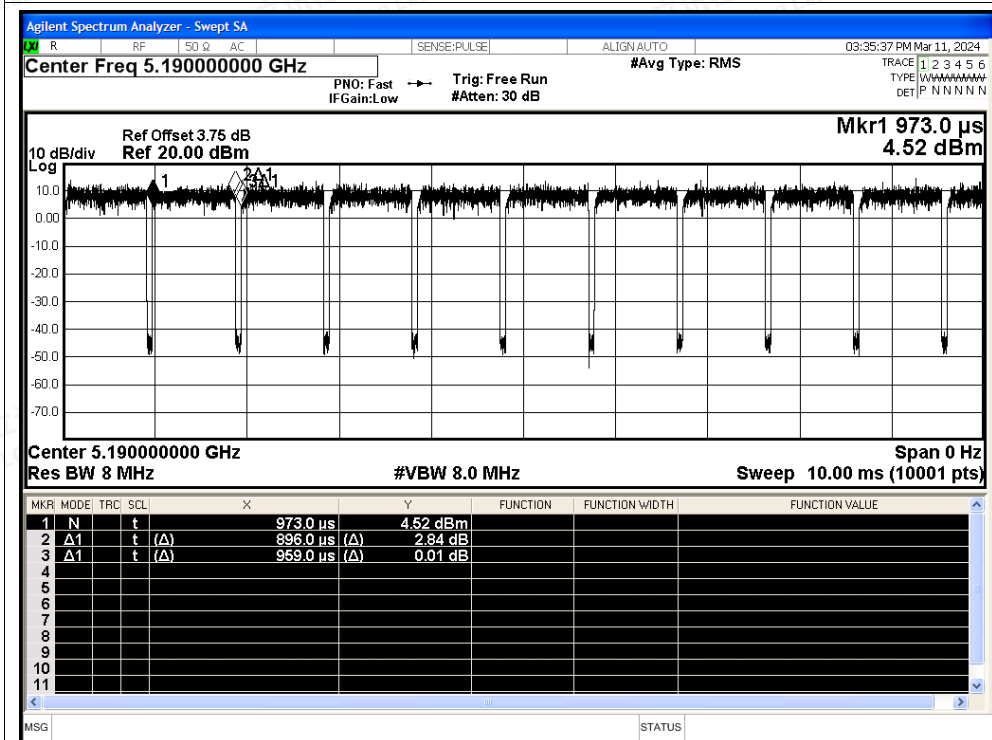 Agilent Spectrum Analyzer - Swept SA
LXI R RF 50 Ω AC SENSE:PULSE ALIGN AUTO 03:35:37 PM Mar 11, 2024
Center Freq 5.190000000 GHz
PNO: Fast
IFGain:Low
Trig: Free Run
#Atten: 30 dB
#Avg Type: RMS
TRACE 1 2 3 4 5 6
TYPE W
DET P N N N N N
Ref Offset 3.75 dB
10 dB/div Ref 20.00 dBm
Mkr1 973.0 µs
4.52 dBm
Log
1
2Δ1
3Δ1
10.0
0.00
-10.0
-20.0
-30.0
-40.0
-50.0
-60.0
-70.0
Center 5.190000000 GHz Span 0 Hz
Res BW 8 MHz #VBW 8.0 MHz Sweep 10.00 ms (10001 pts)
MKR MODE TRC SCL X Y FUNCTION FUNCTION WIDTH FUNCTION VALUE
1 N t 973.0 µs 4.52 dBm
2 Δ1 t (Δ) 896.0 µs (Δ) 2.84 dB
3 Δ1 t (Δ) 959.0 µs (Δ) 0.01 dB
4
5
6
7
8
9
10
11
MSG STATUS